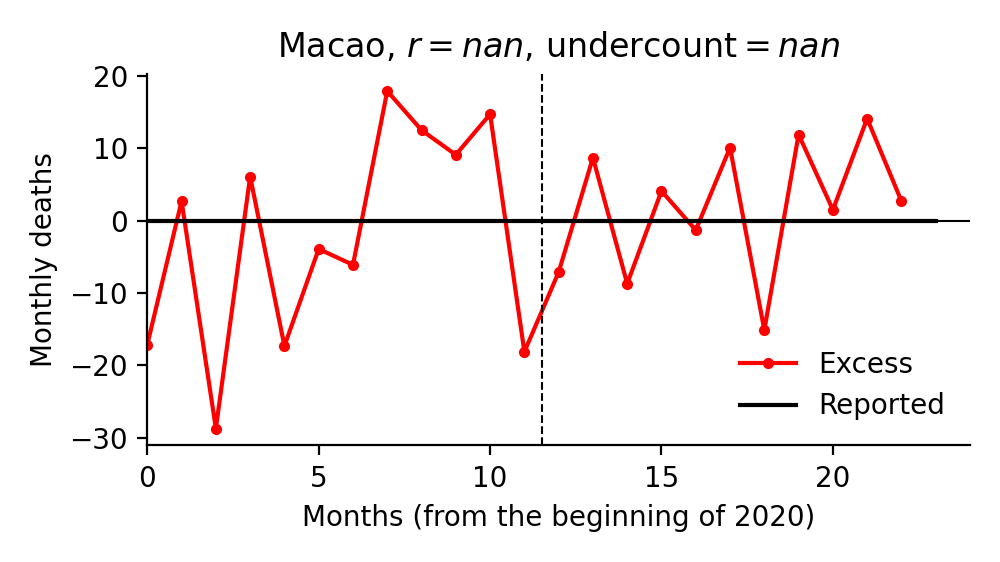 Macao, r = nan, undercount = nan
20
10
0
−10
−20
−30
Monthly deaths
Excess
Reported
0 5 10 15 20
Months (from the beginning of 2020)